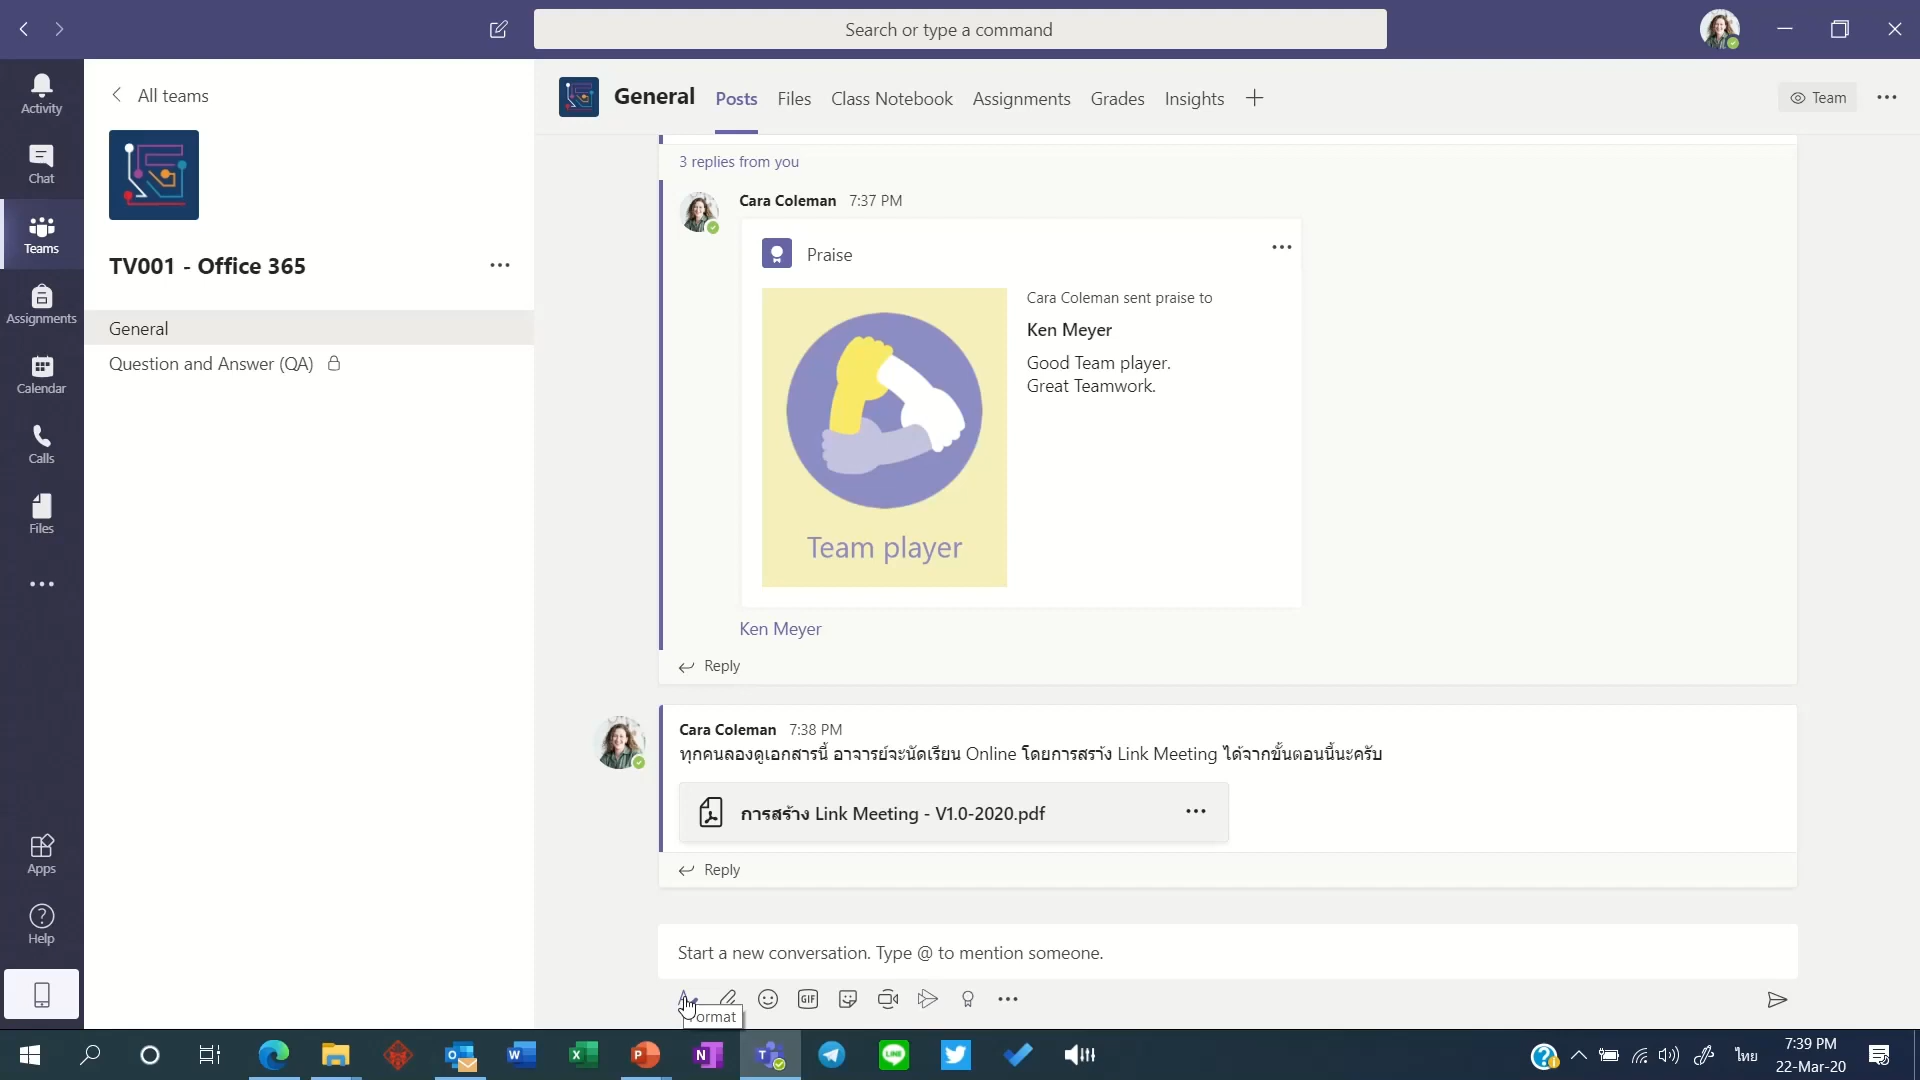 Search or type a command
Activity
Chat
Teams
Assignments
Calendar
Calls
Files
Apps
Help
All teams
TV001 - Office 365
General
Question and Answer (QA)
General
Posts
Files
Class Notebook
Assignments
Grades
Insights
Team
3 replies from you
Cara Coleman 7:37 PM
Praise
Team player
Cara Coleman sent praise to
Ken Meyer
Good Team player.
Great Teamwork.
Ken Meyer
Reply
Cara Coleman 7:38 PM
ทุกคนลองดูเอกสารนี้ อาจารย์จะนัดเรียน Online โดยการสร้าง Link Meeting ได้จากขั้นตอนนี้นะครับ
การสร้าง Link Meeting - V1.0-2020.pdf
Reply
Start a new conversation. Type @ to mention someone.
GIF
Format
ไทย
7:39 PM
22-Mar-20